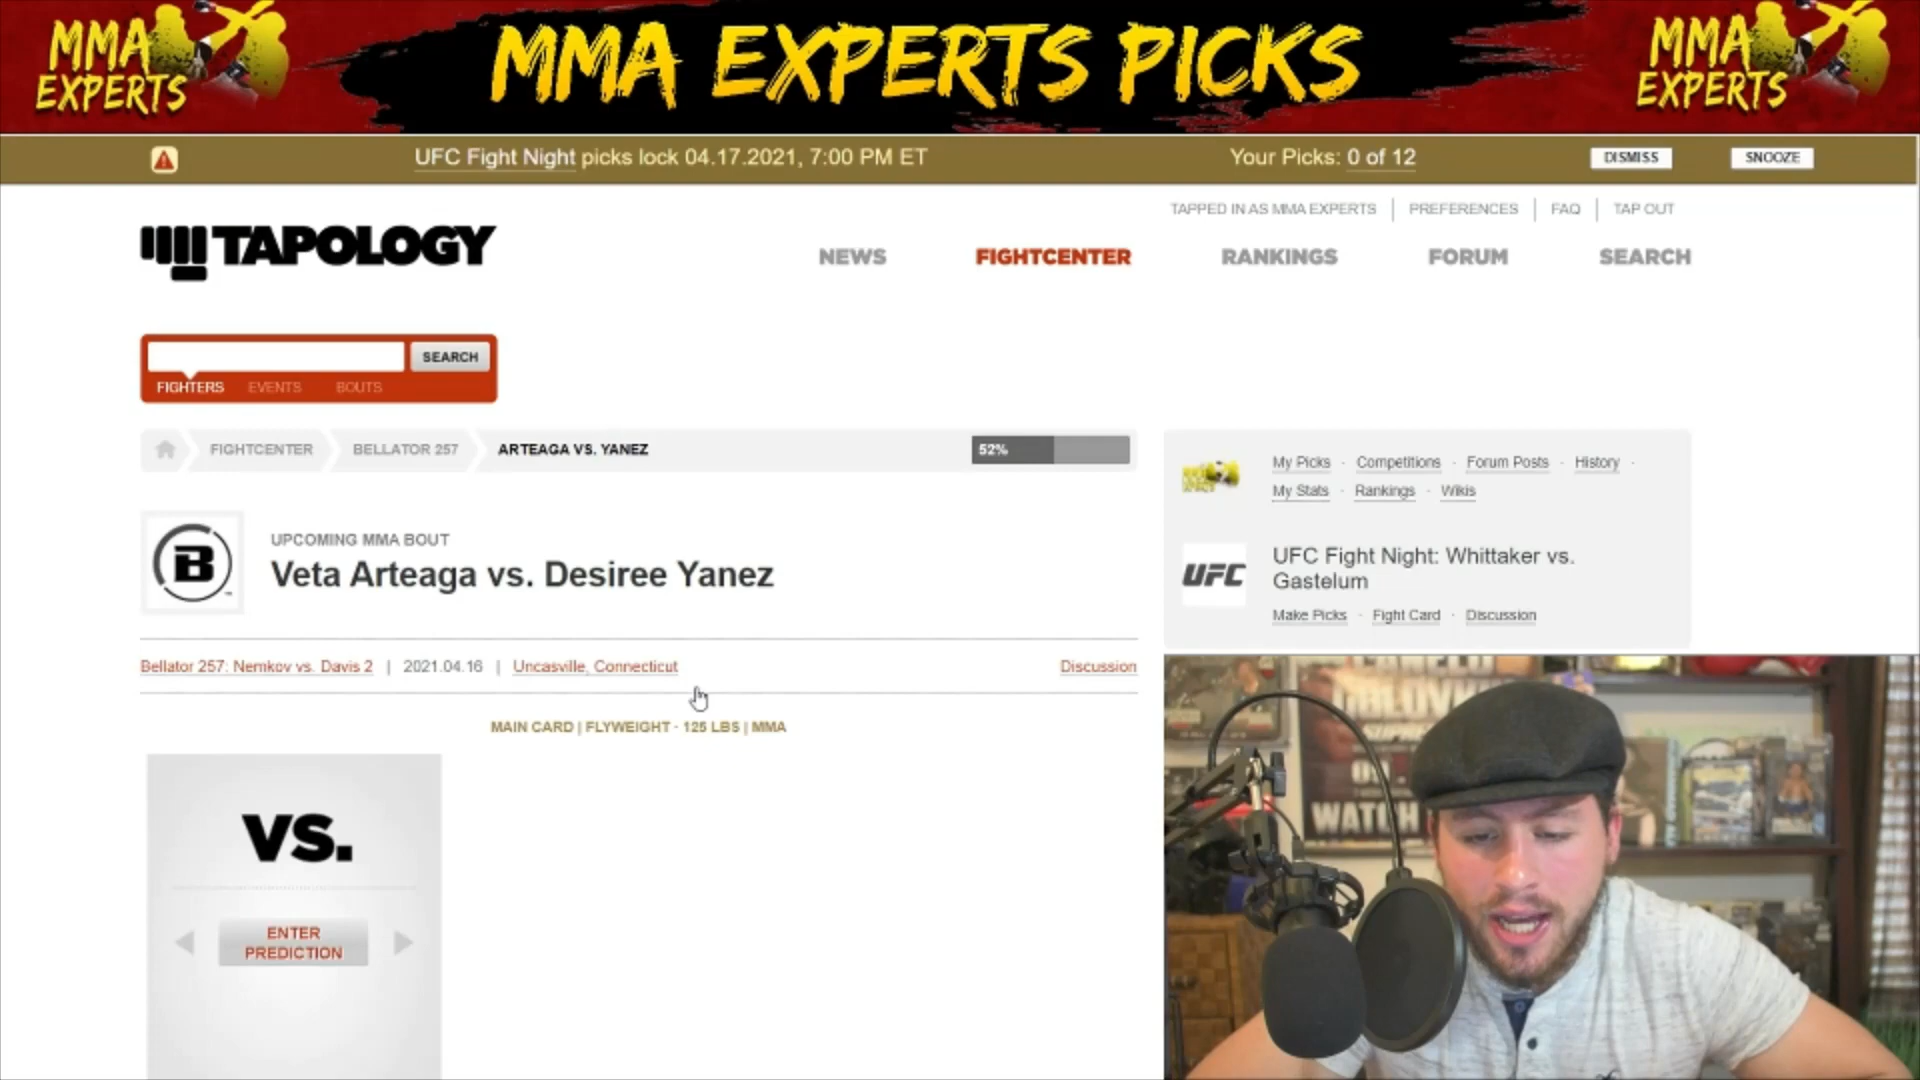 MMA EXPERTS
MMA EXPERTS PICKS
MMA EXPERTS
UFC Fight Night picks lock 04.17.2021, 7:00 PM ET
Your Picks: 0 of 12
DISMISS
SNOOZE
TAPPED IN AS MMA EXPERTS
PREFERENCES
FAQ
TAP OUT
TAPOLOGY
NEWS
FIGHTCENTER
RANKINGS
FORUM
SEARCH
SEARCH
FIGHTERS
EVENTS
BOUTS
FIGHTCENTER
BELLATOR 257
ARTEAGA VS. YANEZ
52%
My Picks · Competitions · Forum Posts · History ·
My Stats · Rankings · Wikis
B
UPCOMING MMA BOUT
Veta Arteaga vs. Desiree Yanez
UFC
UFC Fight Night: Whittaker vs.
Gastelum
Make Picks · Fight Card · Discussion
Bellator 257: Nemkov vs. Davis 2 | 2021.04.16 | Uncasville, Connecticut
Discussion
MAIN CARD | FLYWEIGHT · 125 LBS | MMA
VS.
ENTER
PREDICTION
WATCH